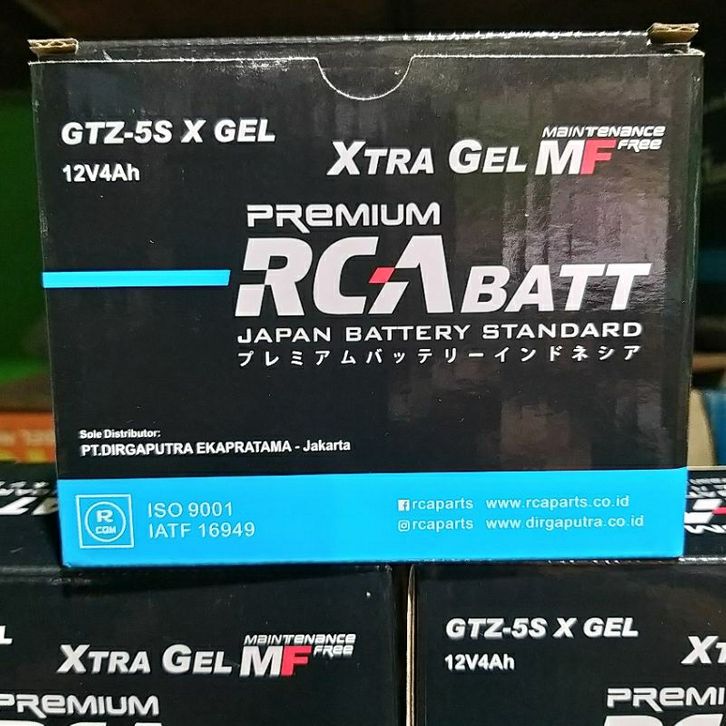 GTZ-5S X GEL
12V4Ah
XTRA GEL MF MAINTENANCE FREE
PREMIUM
RCA BATT
JAPAN BATTERY STANDARD
プレミアムバッテリーインドネシア
Sole Distributor:
PT.DIRGAPUTRA EKAPRATAMA - Jakarta
R
CQM
ISO 9001
IATF 16949
rcaparts www.rcaparts.co.id
rcaparts www.dirgaputra.co.id
XTRA GEL MF MAINTENANCE FREE
PREMIUM
GTZ-5S X GEL
12V4Ah